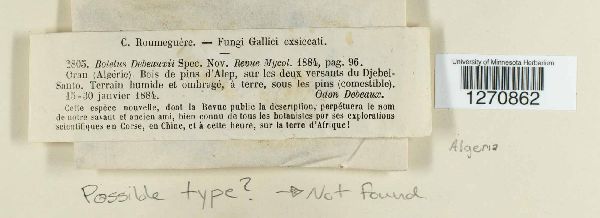 C. Roumeguère. — Fungi Gallici exsiccati.
2805. Boletus Debeauxii Spec. Nov. Revue Mycol. 1884, pag. 96.
Oran (Algérie) Bois de pins d'Alep, sur les deux versants du Djebel-
Santo. Terrain humide et ombragé, à terre, sous les pins (comestible).
15-30 janvier 1884. Odon Debeaux.
Cette espèce nouvelle, dont la Revue public la description, perpétuera le nom
de notre savant et ancien ami, bien connu de tous les botanistes par ses explorations
scientifiques en Corse, en Chine, et à cette heure, sur la terre d'Afrique!
University of Minnesota Herbarium
1270862
Algeria
Possible type? → Not found